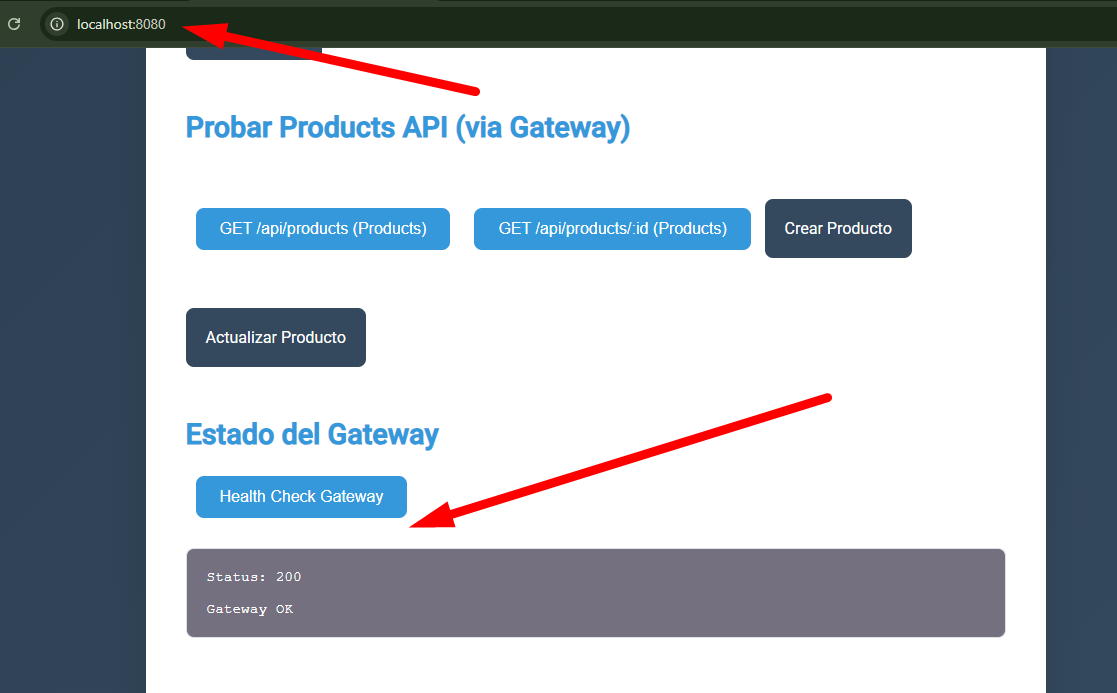 localhost:8080
Probar Products API (via Gateway)
GET /api/products (Products)
GET /api/products/:id (Products)
Crear Producto
Actualizar Producto
Estado del Gateway
Health Check Gateway
Status: 200
Gateway OK